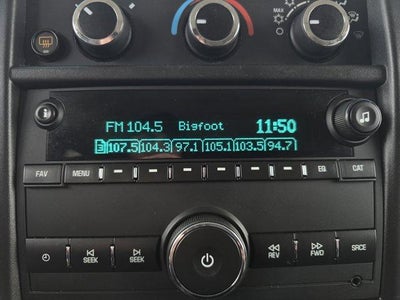 MAX
FM 104.5 Bigfoot 11:50
107.5 104.3 97.1 105.1 103.5 94.7
FAV MENU EQ CAT
SEEK SEEK REV FWD SRCE